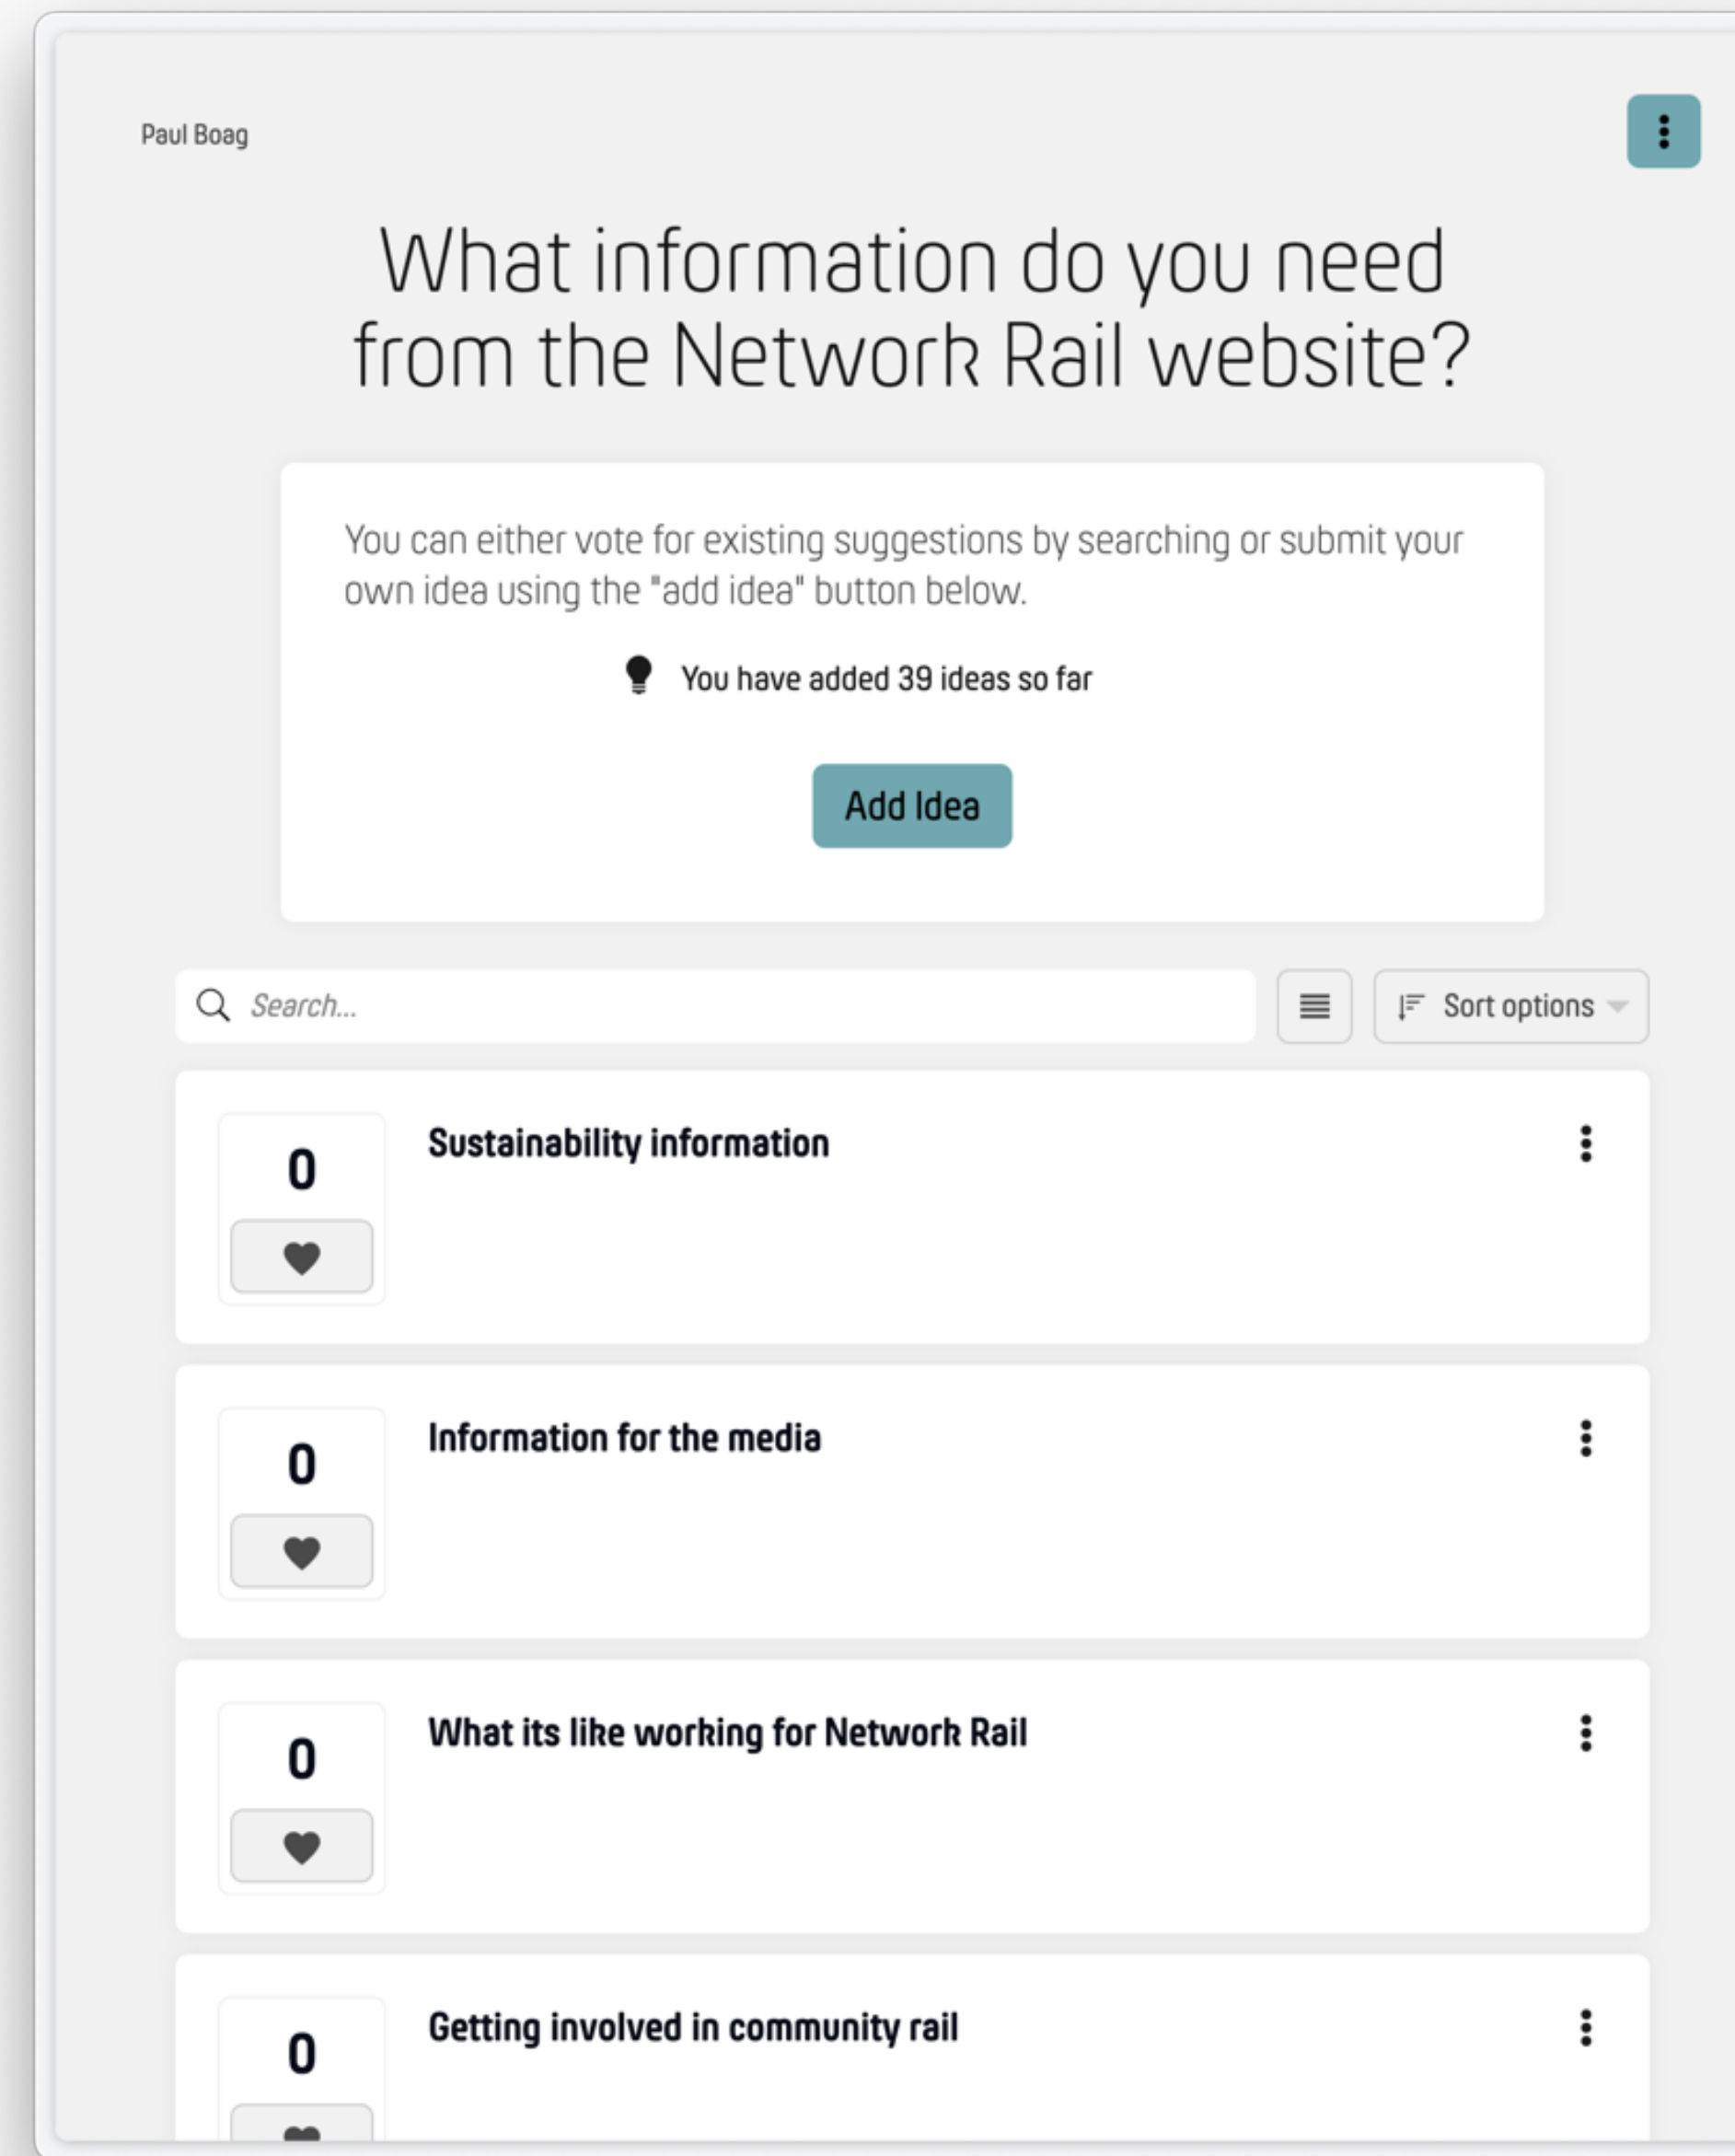 Paul Boag
What information do you need
from the Network Rail website?
You can either vote for existing suggestions by searching or submit your
own idea using the "add idea" button below.
You have added 39 ideas so far
Add Idea
Search...
Sort options
0
Sustainability information
0
Information for the media
0
What its like working for Network Rail
0
Getting involved in community rail